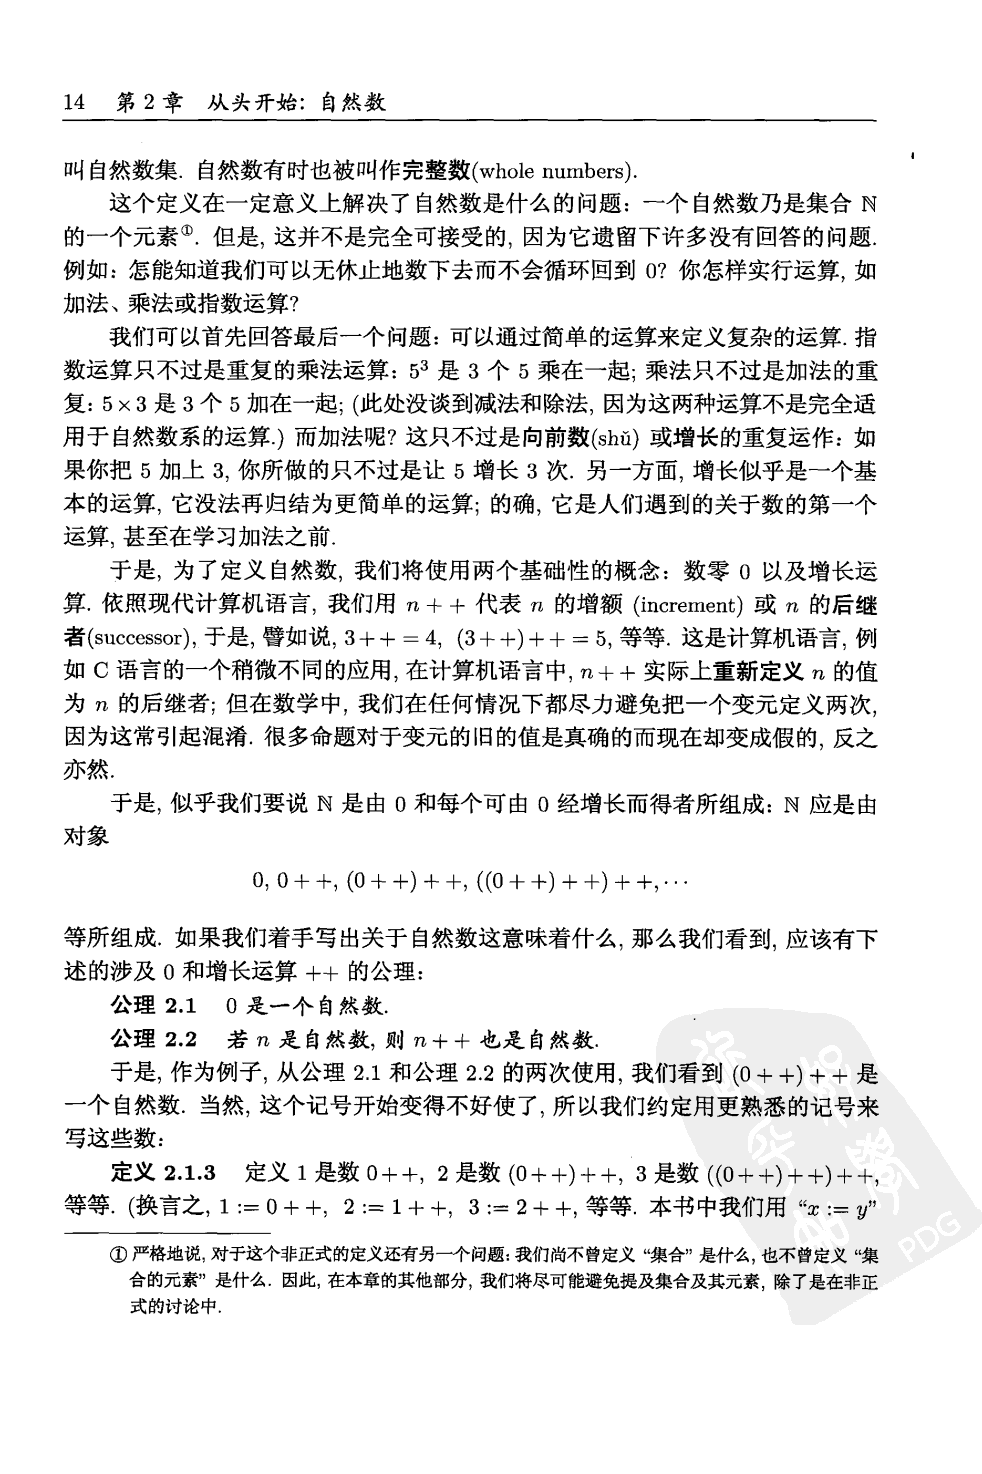 14 第 2 章 从头开始: 自然数
叫自然数集. 自然数有时也被叫作完整数(whole numbers).
这个定义在一定意义上解决了自然数是什么的问题: 一个自然数乃是集合 ℕ
的一个元素①. 但是, 这并不是完全可接受的, 因为它遗留下许多没有回答的问题.
例如: 怎能知道我们可以无休止地数下去而不会循环回到 0? 你怎样实行运算, 如
加法、乘法或指数运算?
我们可以首先回答最后一个问题: 可以通过简单的运算来定义复杂的运算. 指
数运算只不过是重复的乘法运算: 5³ 是 3 个 5 乘在一起; 乘法只不过是加法的重
复: 5×3 是 3 个 5 加在一起; (此处没谈到减法和除法, 因为这两种运算不是完全适
用于自然数系的运算.) 而加法呢? 这只不过是向前数(shǔ) 或增长的重复运作: 如
果你把 5 加上 3, 你所做的只不过是让 5 增长 3 次. 另一方面, 增长似乎是一个基
本的运算, 它没法再归结为更简单的运算; 的确, 它是人们遇到的关于数的第一个
运算, 甚至在学习加法之前.
于是, 为了定义自然数, 我们将使用两个基础性的概念: 数零 0 以及增长运
算. 依照现代计算机语言, 我们用 n++ 代表 n 的增额 (increment) 或 n 的后继
者(successor), 于是, 譬如说, 3++ = 4, (3++)++ = 5, 等等. 这是计算机语言, 例
如 C 语言的一个稍微不同的应用, 在计算机语言中, n++ 实际上重新定义 n 的值
为 n 的后继者; 但在数学中, 我们在任何情况下都尽力避免把一个变元定义两次,
因为这常引起混淆. 很多命题对于变元的旧的值是真确的而现在却变成假的, 反之
亦然.
于是, 似乎我们要说 ℕ 是由 0 和每个可由 0 经增长而得者所组成: ℕ 应是由
对象
0, 0++, (0++)++, ((0++)++)++, ···
等所组成. 如果我们着手写出关于自然数这意味着什么, 那么我们看到, 应该有下
述的涉及 0 和增长运算 ++ 的公理:
公理 2.1 0 是一个自然数.
公理 2.2 若 n 是自然数, 则 n++ 也是自然数.
于是, 作为例子, 从公理 2.1 和公理 2.2 的两次使用, 我们看到 (0++)++ 是
一个自然数. 当然, 这个记号开始变得不好使了, 所以我们约定用更熟悉的记号来
写这些数:
定义 2.1.3 定义 1 是数 0++, 2 是数 (0++)++, 3 是数 ((0++)++)++,
等等. (换言之, 1 := 0++, 2 := 1++, 3 := 2++, 等等. 本书中我们用 “x := y”
① 严格地说, 对于这个非正式的定义还有另一个问题: 我们尚不曾定义 “集合” 是什么, 也不曾定义 “集
合的元素” 是什么. 因此, 在本章的其他部分, 我们将尽可能避免提及集合及其元素, 除了是在非正
式的讨论中.
PDG